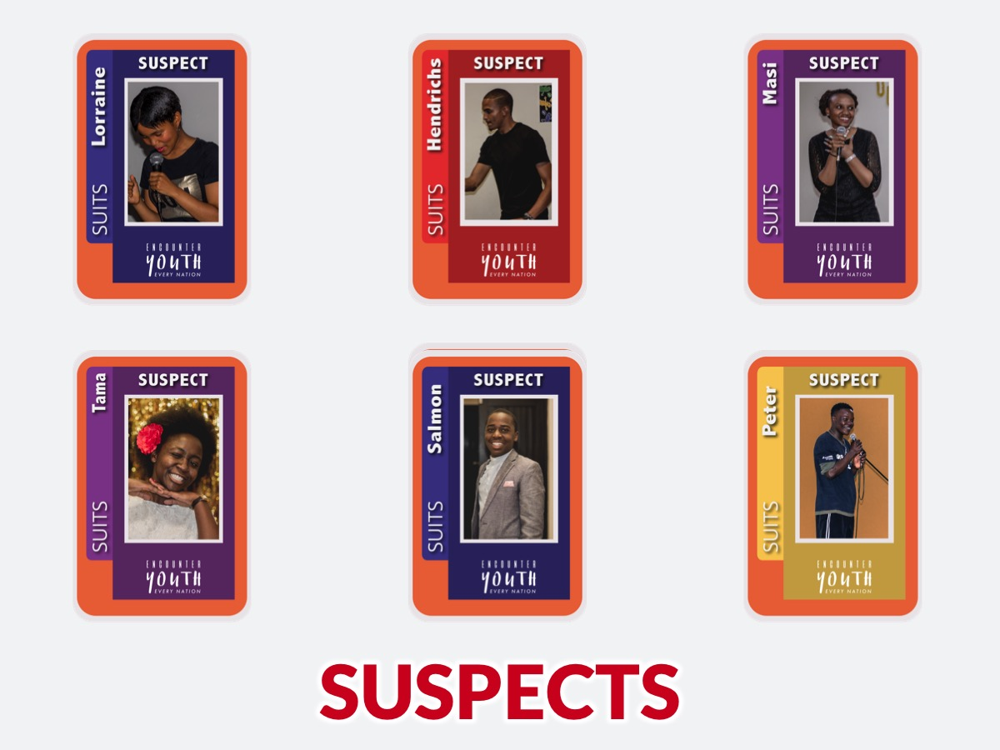 SUSPECT
Lorraine
SUITS
ENCOUNTER
YOUTH
EVERY NATION
SUSPECT
Hendrichs
SUITS
ENCOUNTER
YOUTH
EVERY NATION
SUSPECT
Masi
SUITS
ENCOUNTER
YOUTH
EVERY NATION
SUSPECT
Tama
SUITS
ENCOUNTER
YOUTH
EVERY NATION
SUSPECT
Salmon
SUITS
ENCOUNTER
YOUTH
EVERY NATION
SUSPECT
Peter
SUITS
ENCOUNTER
YOUTH
EVERY NATION
SUSPECTS